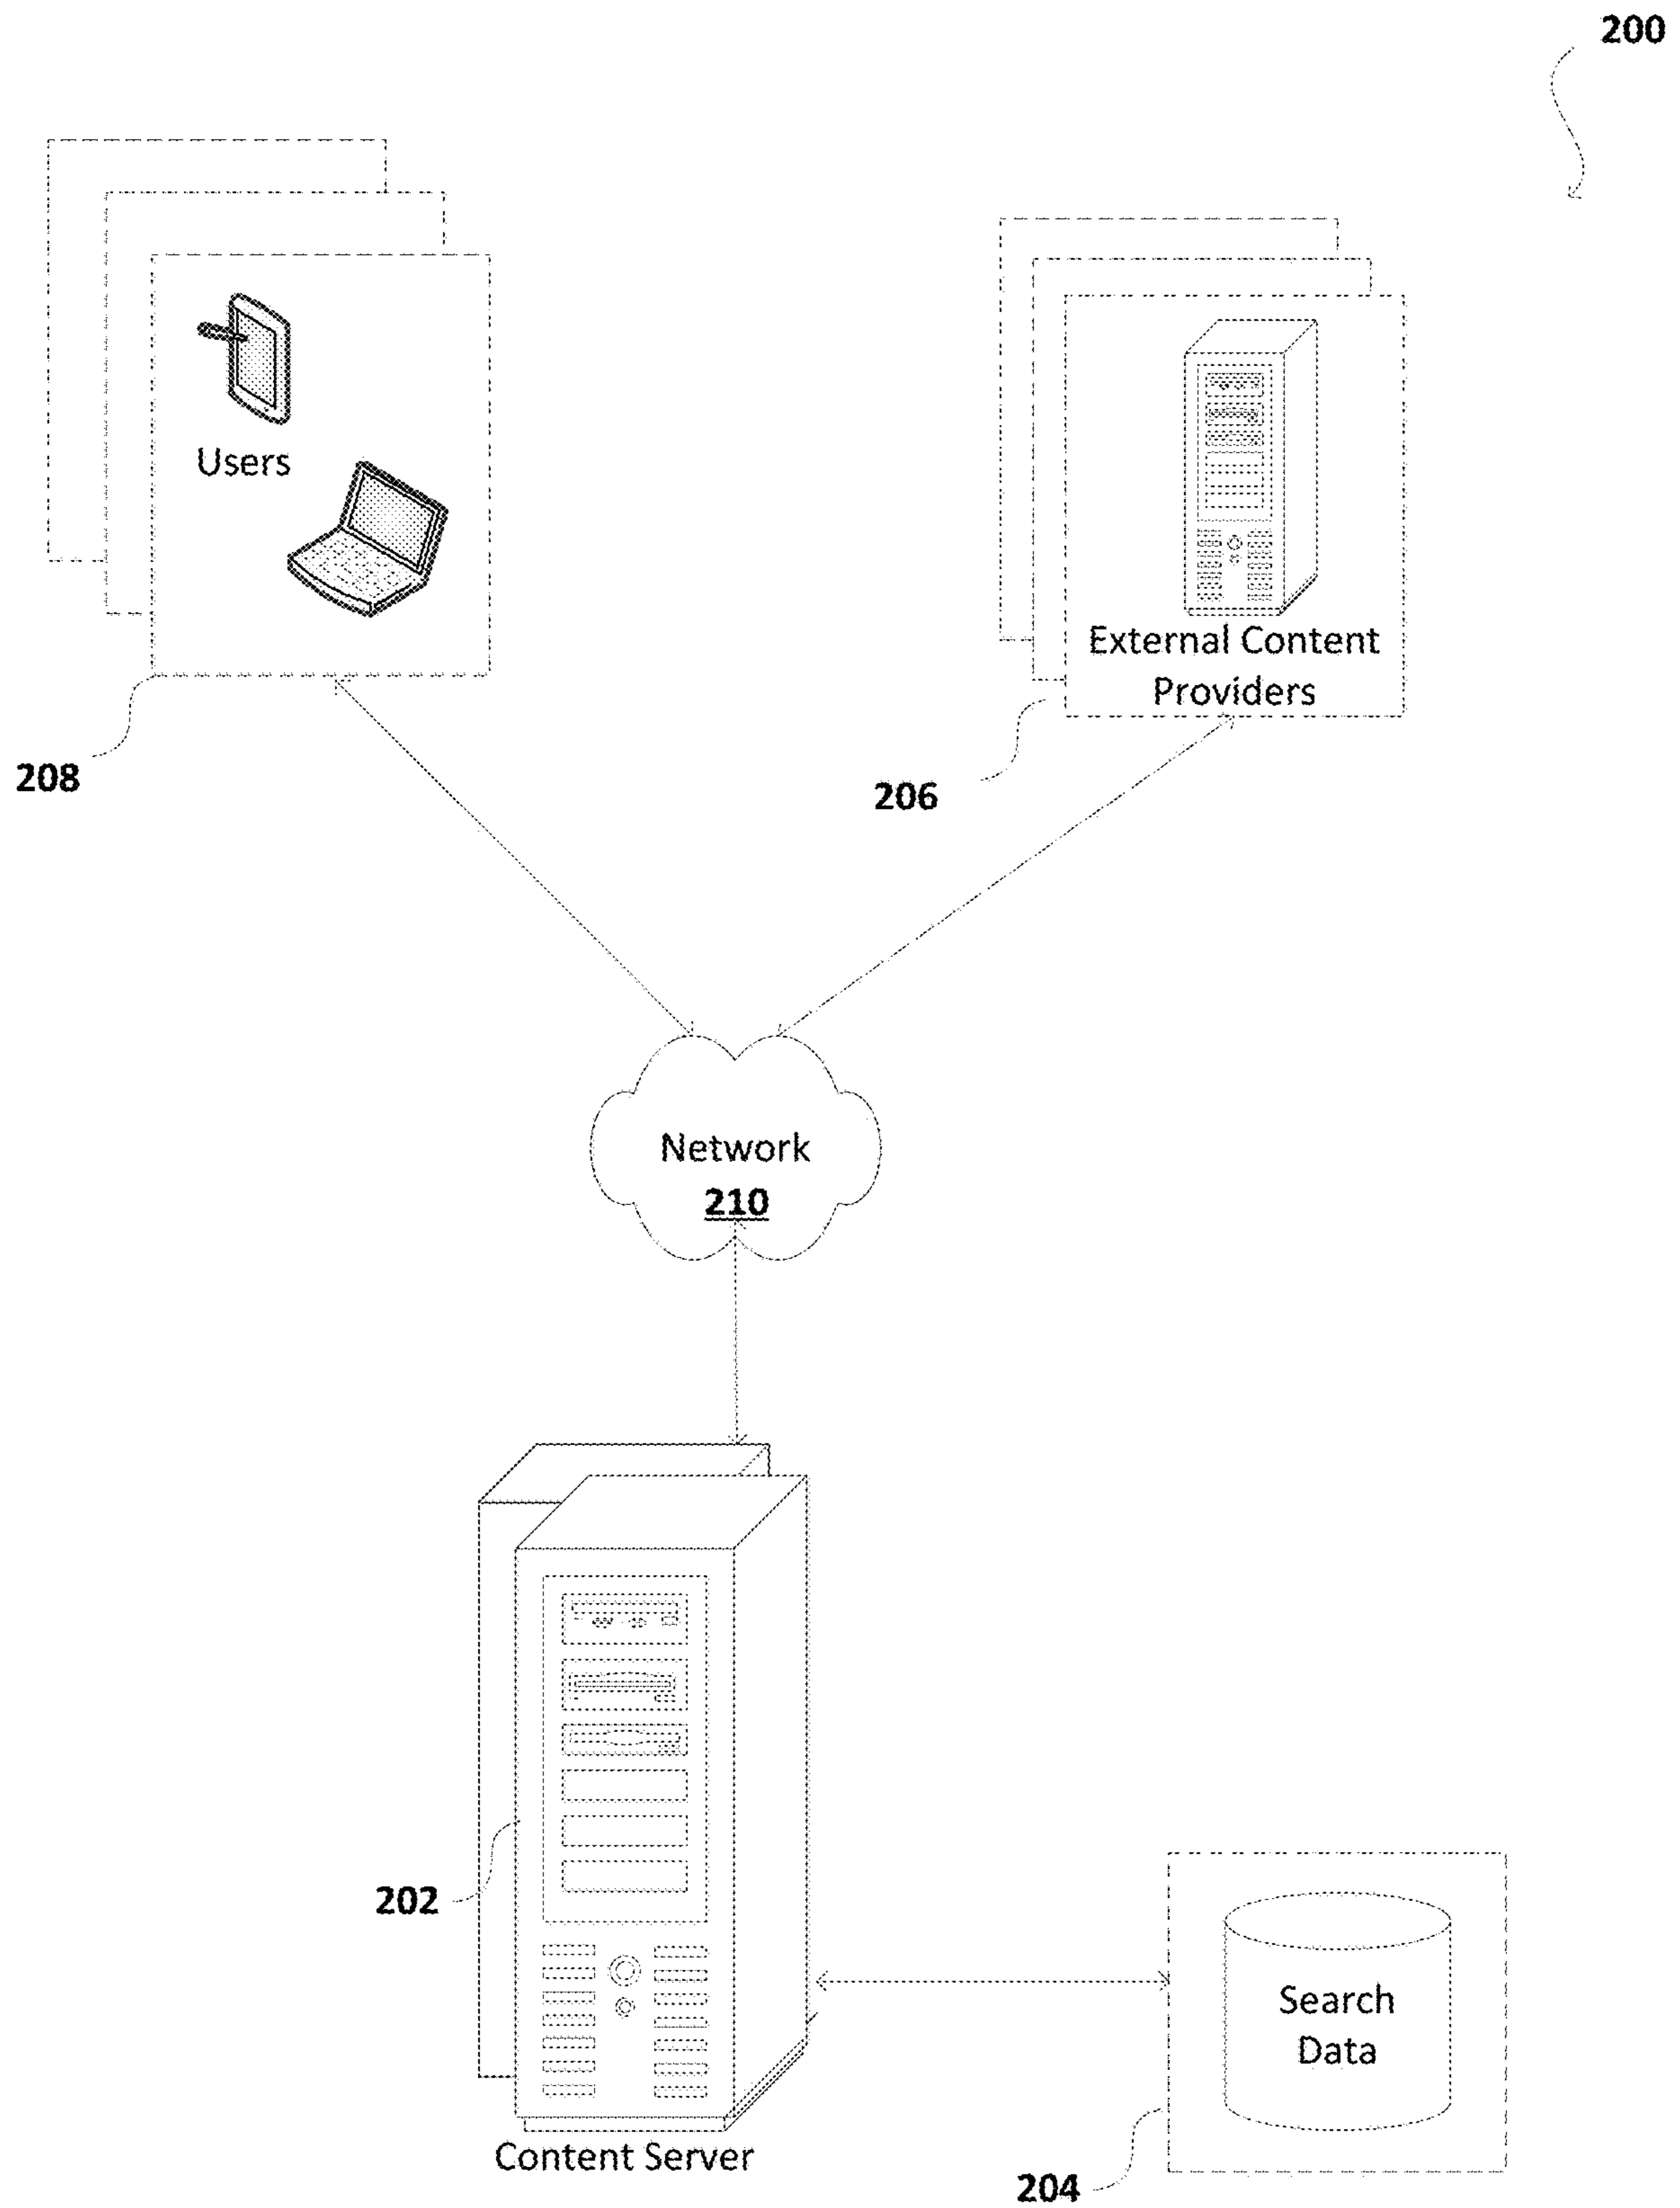 200
Users
External Content
Providers
208
206
Network
210
202
Search
Data
Content Server
204